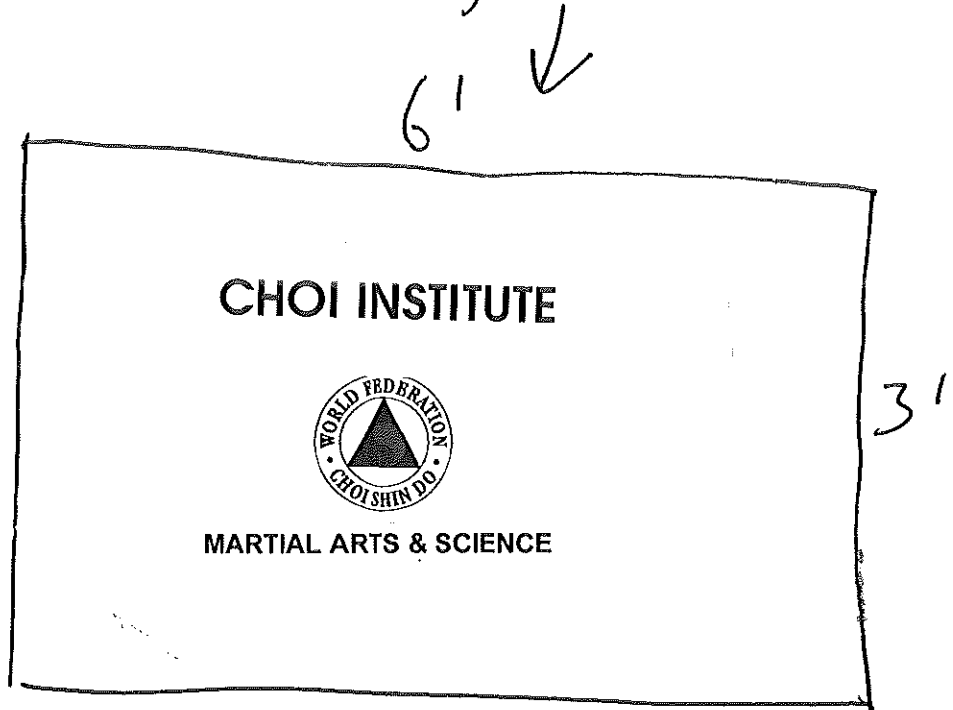 6'
CHOI INSTITUTE
3'
WORLD FEDERATION
• CHOI SHIN DO •
MARTIAL ARTS & SCIENCE